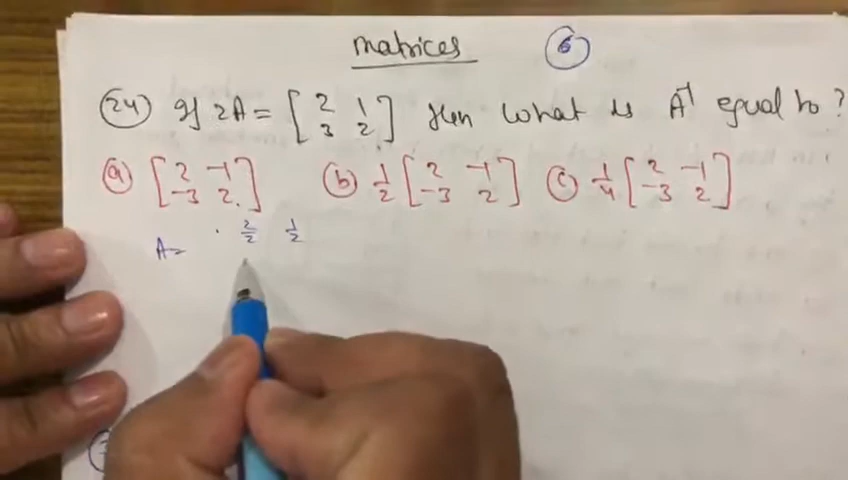 matrices 6
24 If 2A = [2 1 3 2] then what is A⁻¹ equal to ?
a [2 -1 -3 2] b 1/2 [2 -1 -3 2] c 1/4 [2 -1 -3 2]
A= 2/2 1/2